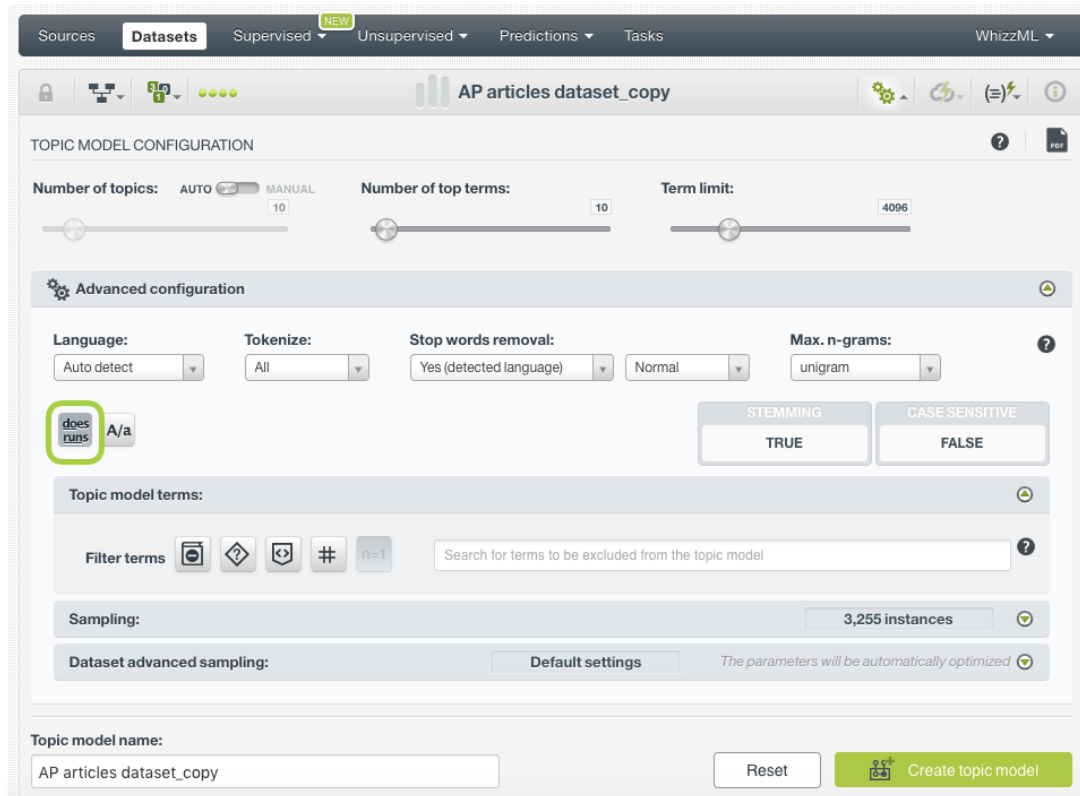 NEW
Sources Datasets Supervised Unsupervised Predictions Tasks WhizzML
AP articles dataset_copy
TOPIC MODEL CONFIGURATION
PDF
Number of topics: AUTO MANUAL Number of top terms: Term limit:
10 10 4096
Advanced configuration
Language: Tokenize: Stop words removal: Max. n-grams:
Auto detect All Yes (detected language) Normal unigram
does
runs
A/a
STEMMING CASE SENSITIVE
TRUE FALSE
Topic model terms:
Filter terms # n=1 Search for terms to be excluded from the topic model
Sampling: 3,255 instances
Dataset advanced sampling: Default settings The parameters will be automatically optimized
Topic model name:
AP articles dataset_copy Reset Create topic model